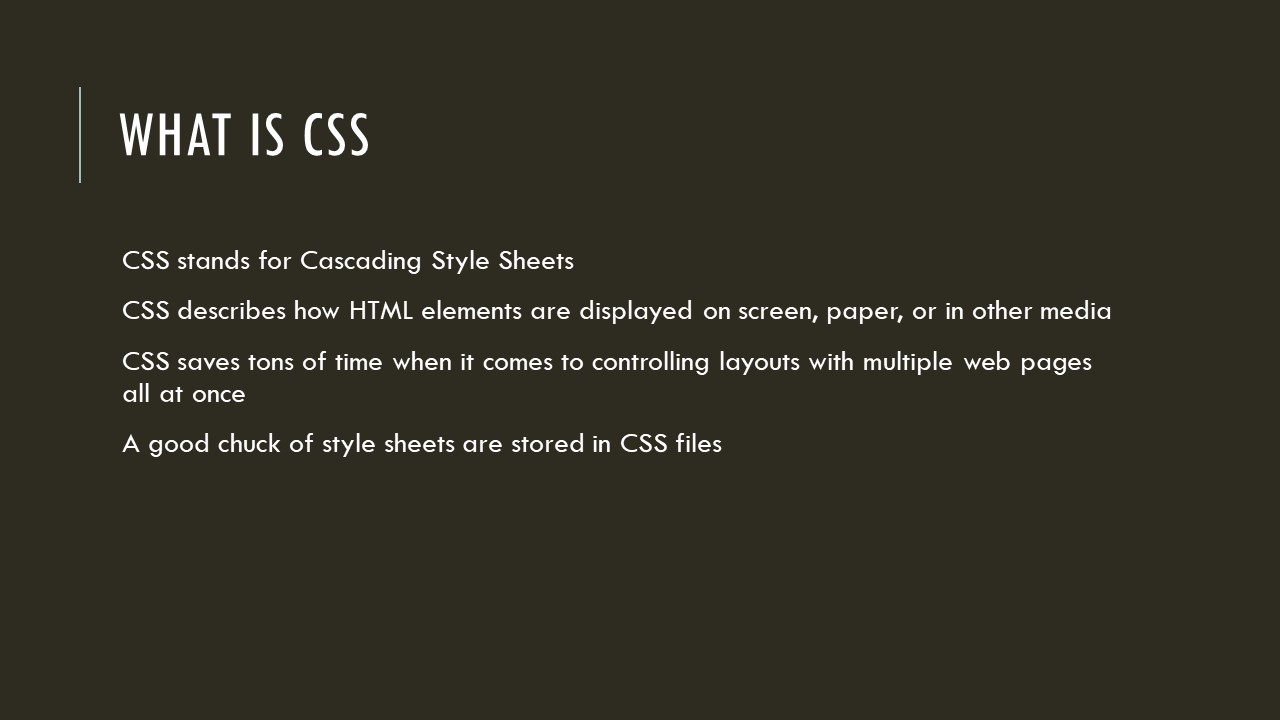 WHAT IS CSS
CSS stands for Cascading Style Sheets
CSS describes how HTML elements are displayed on screen, paper, or in other media
CSS saves tons of time when it comes to controlling layouts with multiple web pages
all at once
A good chuck of style sheets are stored in CSS files